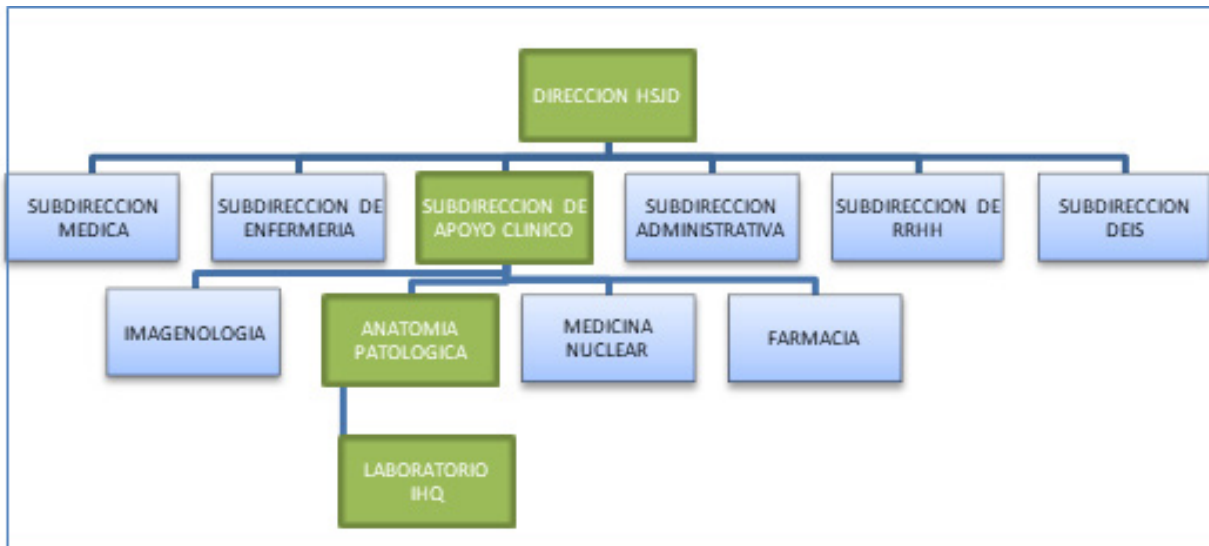 DIRECCION HSJD
SUBDIRECCION
MEDICA
SUBDIRECCION DE
ENFERMERIA
SUBDIRECCION DE
APOYO CLINICO
SUBDIRECCION
ADMINISTRATIVA
SUBDIRECCION DE
RRHH
SUBDIRECCION
DEIS
IMAGENOLOGIA
ANATOMIA
PATOLOGICA
MEDICINA
NUCLEAR
FARMACIA
LABORATORIO
IHQ